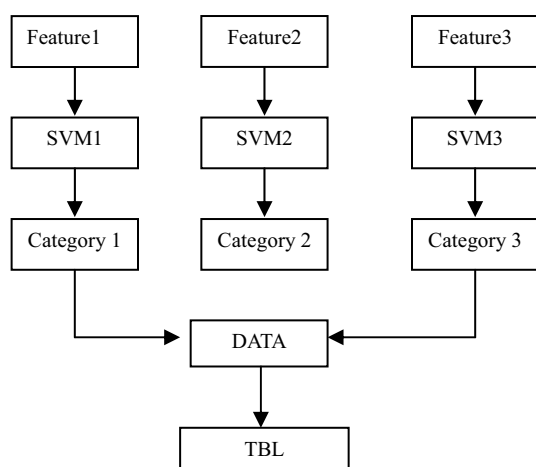 Feature1 Feature2 Feature3
SVM1 SVM2 SVM3
Category 1 Category 2 Category 3
DATA
TBL